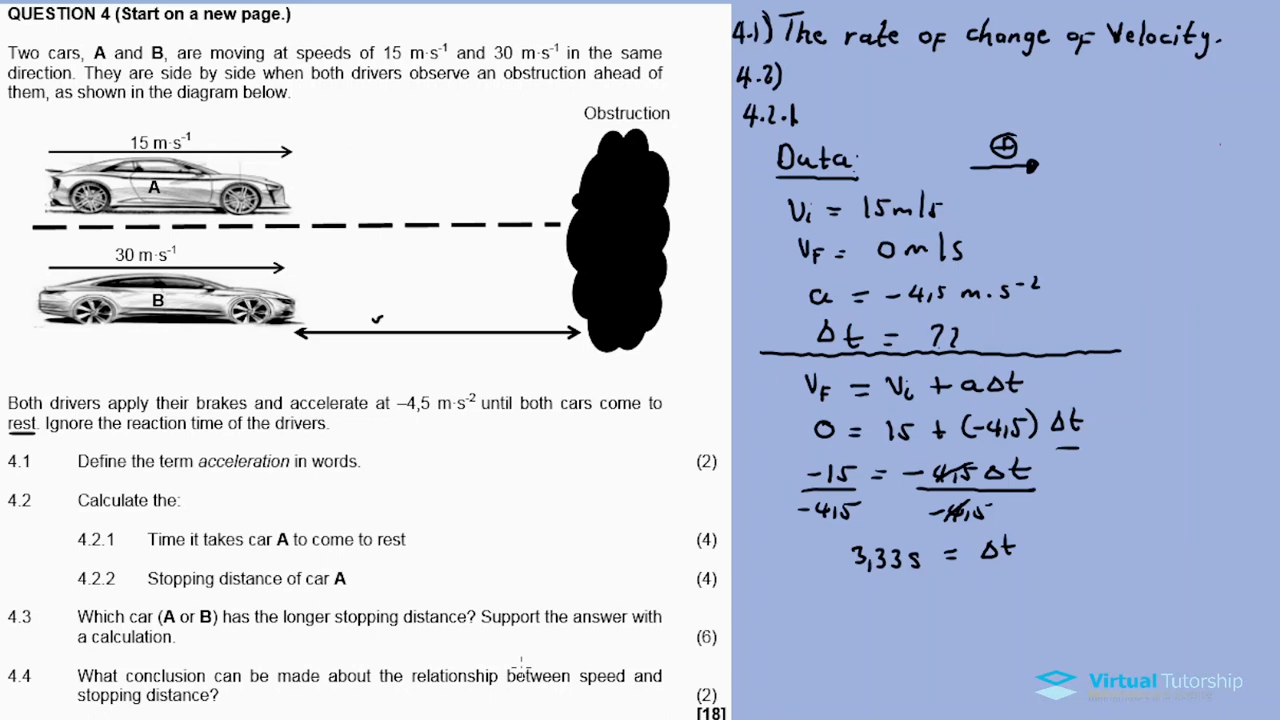 QUESTION 4 (Start on a new page.)
Two cars, A and B, are moving at speeds of 15 m·s⁻¹ and 30 m·s⁻¹ in the same
direction. They are side by side when both drivers observe an obstruction ahead of
them, as shown in the diagram below.
Obstruction
15 m·s⁻¹
A
30 m·s⁻¹
B
Both drivers apply their brakes and accelerate at –4,5 m·s⁻² until both cars come to
rest. Ignore the reaction time of the drivers.
4.1 Define the term acceleration in words. (2)
4.2 Calculate the:
4.2.1 Time it takes car A to come to rest (4)
4.2.2 Stopping distance of car A (4)
4.3 Which car (A or B) has the longer stopping distance? Support the answer with
a calculation. (6)
4.4 What conclusion can be made about the relationship between speed and
stopping distance? (2)
[18]
4.1) The rate of change of Velocity.
4.2)
4.2.1
Data:
⊕
Vi = 15m/s
VF = 0 m/s
a = -4,5 m.s⁻²
Δt = ??
VF = Vi + aΔt
0 = 15 + (-4,5) Δt
-15 = -4,5 Δt
-4,5 -4,5
3,33s = Δt
Virtual Tutorship